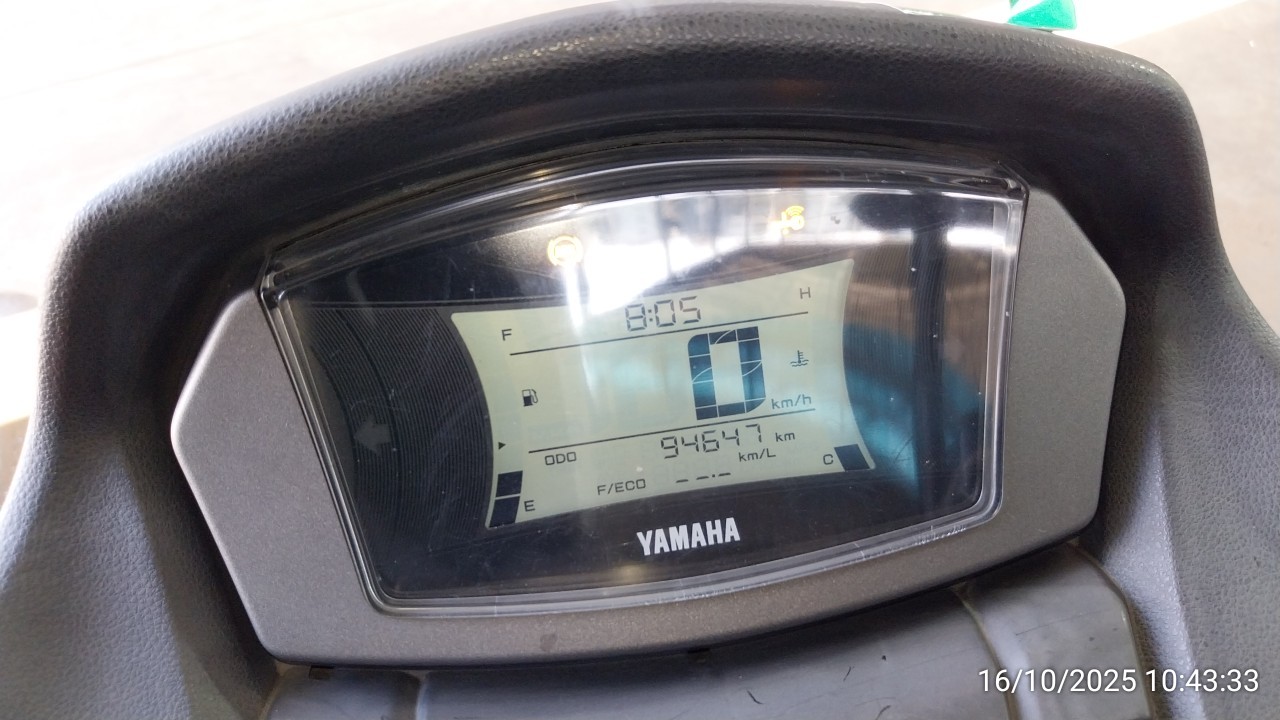 8:05
F
H
0
km/h
ODO 94647 km
km/L
F/ECO --.-
E
C
YAMAHA
16/10/2025 10:43:33